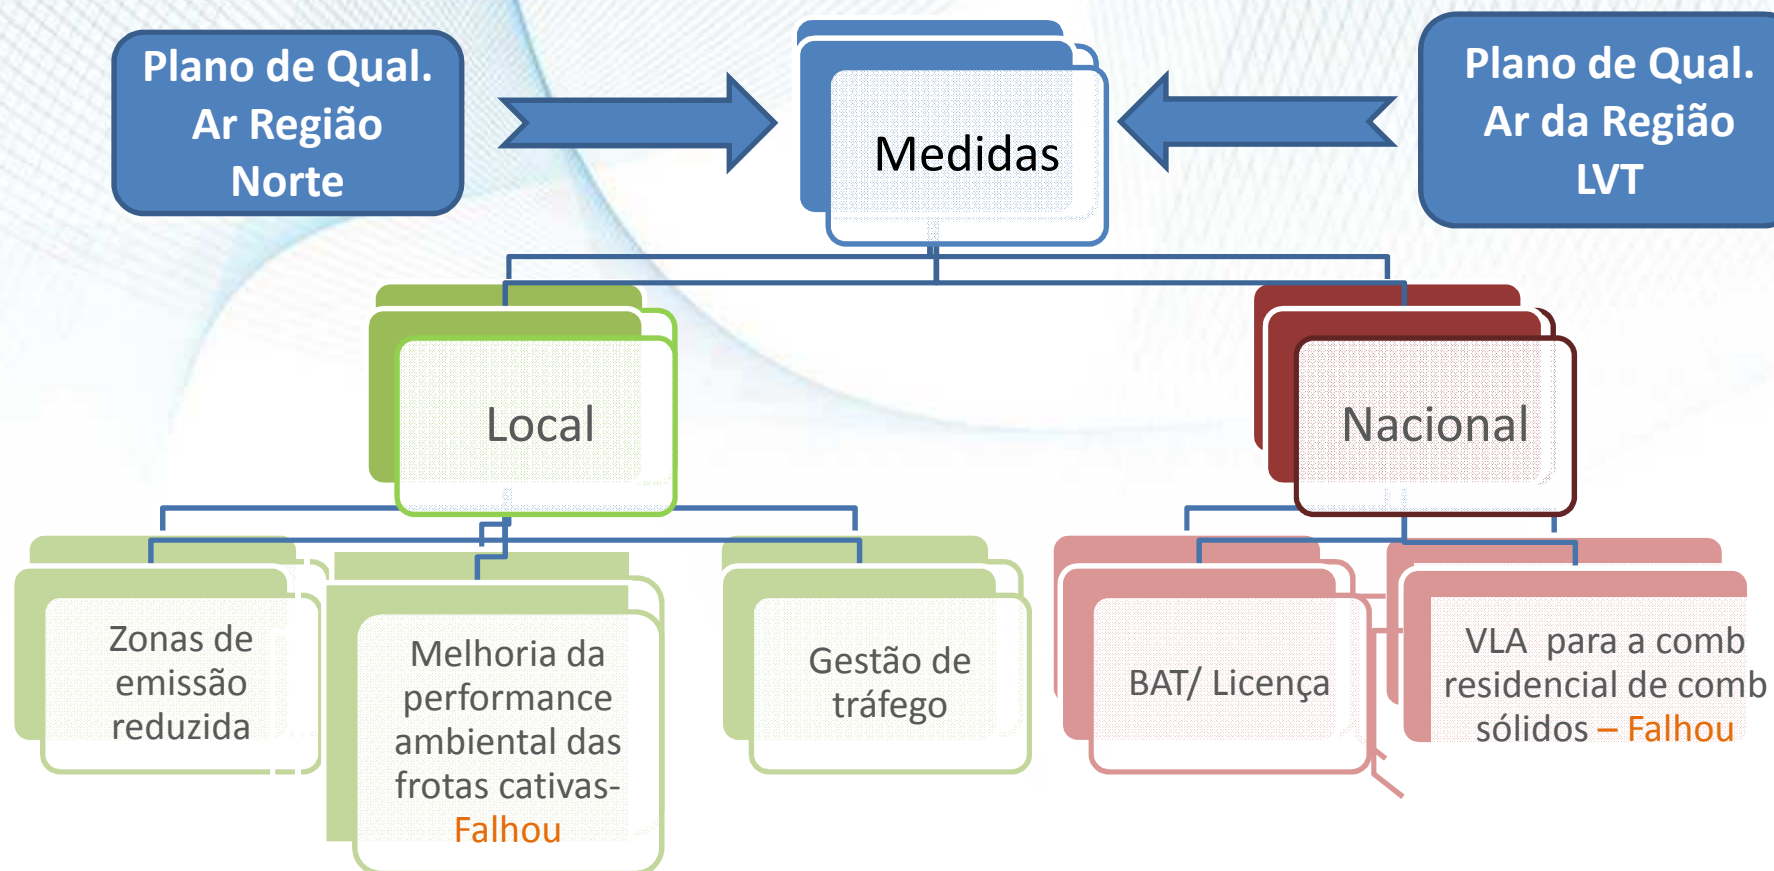 Plano de Qual.
Ar Região
Norte
Medidas
Plano de Qual.
Ar da Região
LVT
Local
Nacional
Zonas de
emissão
reduzida
Melhoria da
performance
ambiental das
frotas cativas-
Falhou
Gestão de
tráfego
BAT/ Licença
VLA para a comb
residencial de comb
sólidos – Falhou